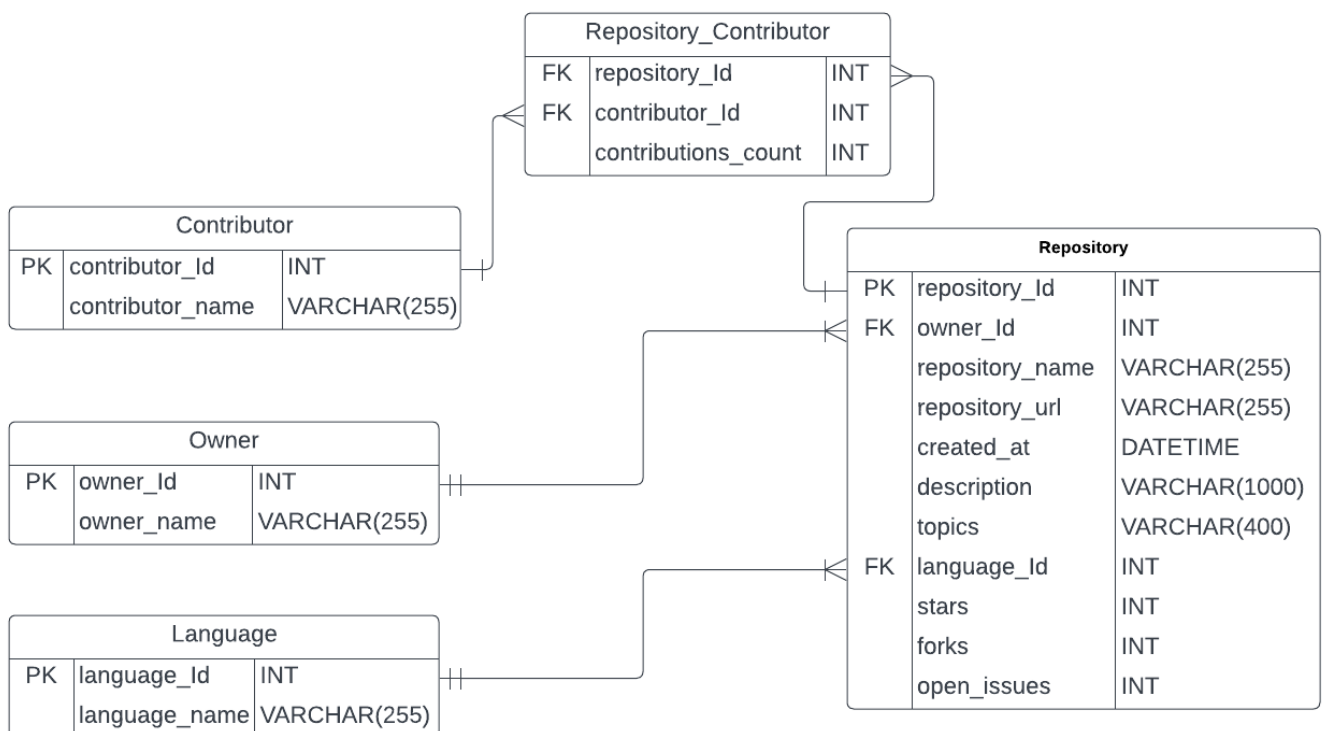 Repository_Contributor
FK repository_Id INT
FK contributor_Id INT
contributions_count INT
Contributor
PK contributor_Id INT
contributor_name VARCHAR(255)
Repository
PK repository_Id INT
FK owner_Id INT
repository_name VARCHAR(255)
repository_url VARCHAR(255)
created_at DATETIME
description VARCHAR(1000)
topics VARCHAR(400)
FK language_Id INT
stars INT
forks INT
open_issues INT
Owner
PK owner_Id INT
owner_name VARCHAR(255)
Language
PK language_Id INT
language_name VARCHAR(255)